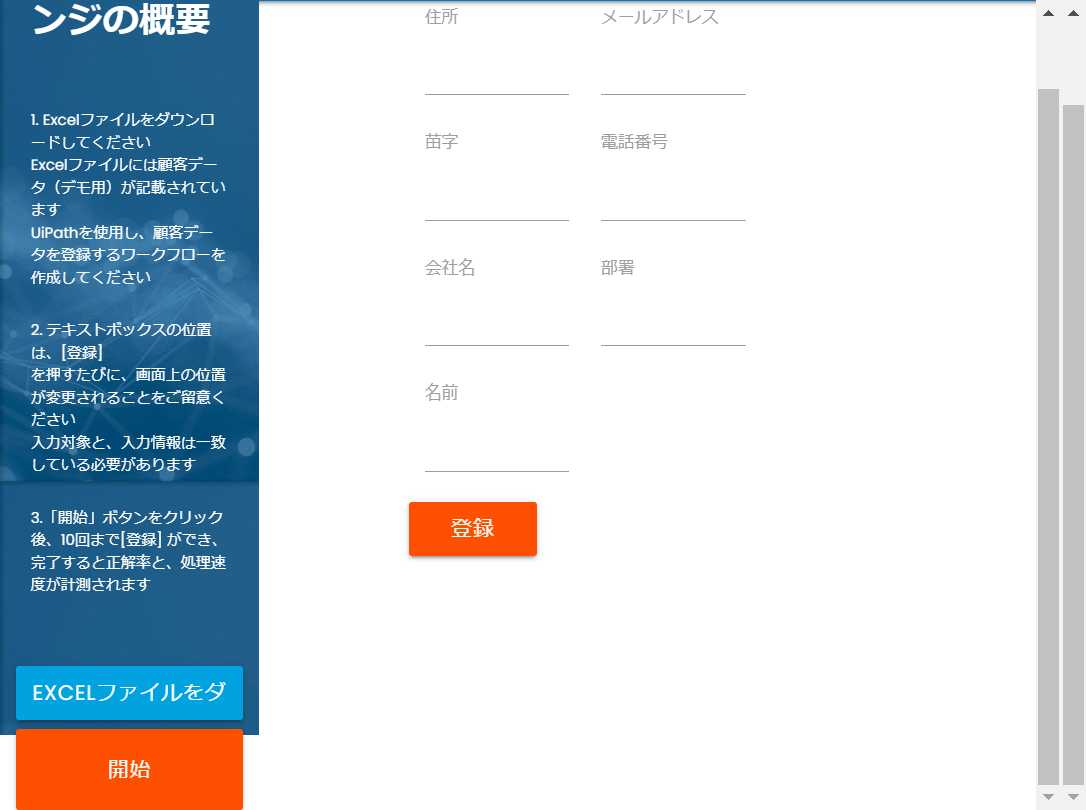 ンジの概要
1. Excelファイルをダウンロ
ードしてください
Excelファイルには顧客デー
タ（デモ用）が記載されてい
ます
UiPathを使用し、顧客デー
タを登録するワークフローを
作成してください
2. テキストボックスの位置
は、[登録]
を押すたびに、画面上の位置
が変更されることをご留意く
ださい
入力対象と、入力情報は一致
している必要があります
3.「開始」ボタンをクリック
後、10回まで[登録] ができ、
完了すると正解率と、処理速
度が計測されます
EXCELファイルをダ
開始
住所
メールアドレス
苗字
電話番号
会社名
部署
名前
登録